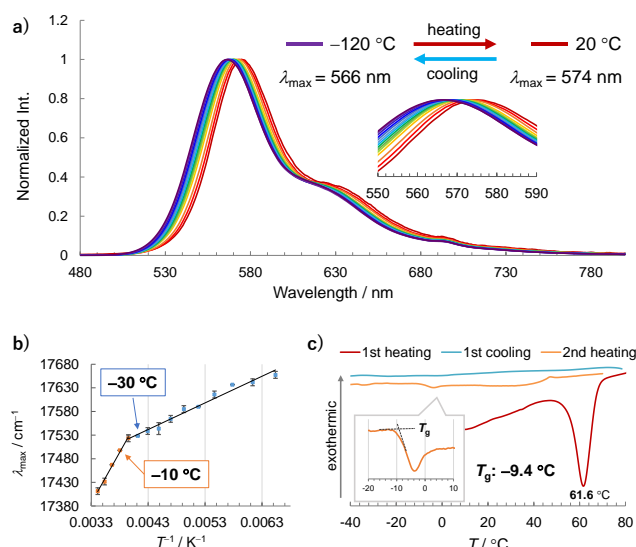 a)
1.2
1
0.8
0.6
0.4
0.2
0
Normalized Int.
–120 °C
heating
cooling
20 °C
λmax = 566 nm
λmax = 574 nm
550 560 570 580 590
480 530 580 630 680 730 780
Wavelength / nm
b)
17680
17630
17580
17530
17480
17430
17380
λmax / cm⁻¹
–30 ºC
–10 ºC
0.0033 0.0043 0.0053 0.0063
T⁻¹ / K⁻¹
c)
1st heating 1st cooling 2nd heating
exothermic
Tg
-20 -10 0 10
Tg: –9.4 ºC
61.6 °C
-40 -20 0 20 40 60 80
T / °C